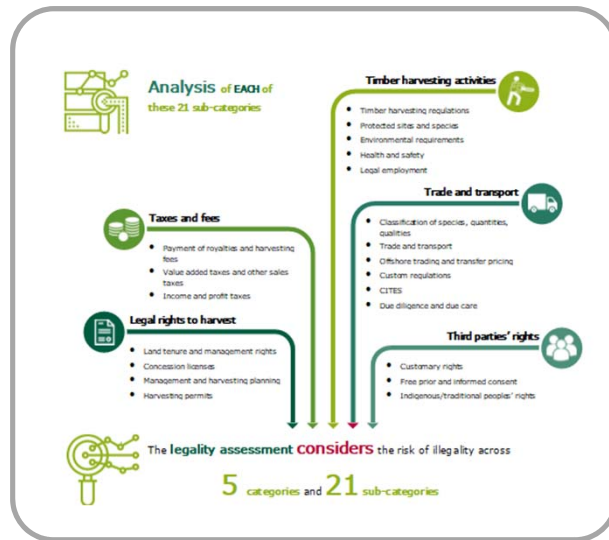 Analysis of EACH of
these 21 sub-categories
Timber harvesting activities
• Timber harvesting regulations
• Protected sites and species
• Environmental requirements
• Health and safety
• Legal employment
Trade and transport
• Classification of species, quantities,
qualities
• Trade and transport
• Offshore trading and transfer pricing
• Custom regulations
• CITES
• Due diligence and due care
Taxes and fees
• Payment of royalties and harvesting
fees
• Value added taxes and other sales
taxes
• Income and profit taxes
Legal rights to harvest
• Land tenure and management rights
• Concession licenses
• Management and harvesting planning
• Harvesting permits
Third parties’ rights
• Customary rights
• Free prior and informed consent
• Indigenous/traditional peoples’ rights
The legality assessment considers the risk of illegality across
5 categories and 21 sub-categories